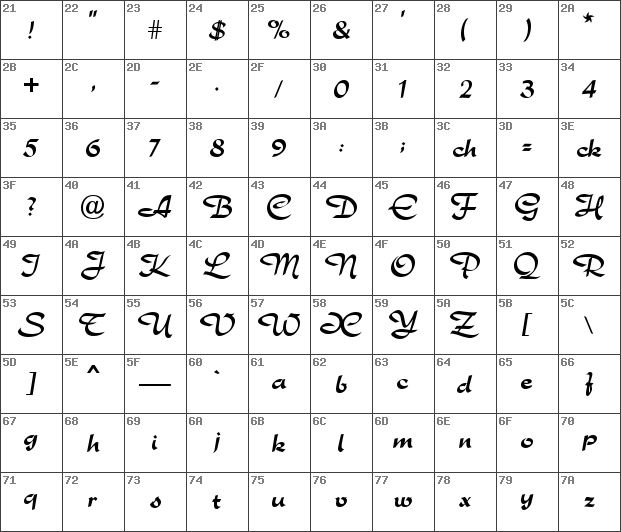 21 22 23 24 25 26 27 28 29 2A
! " # $ % & ' ( ) *
2B 2C 2D 2E 2F 30 31 32 33 34
+ , - . / 0 1 2 3 4
35 36 37 38 39 3A 3B 3C 3D 3E
5 6 7 8 9 : ; ch = ck
3F 40 41 42 43 44 45 46 47 48
? @ A B C D E F G H
49 4A 4B 4C 4D 4E 4F 50 51 52
I J K L M N O P Q R
53 54 55 56 57 58 59 5A 5B 5C
S T U V W X Y Z [ \
5D 5E 5F 60 61 62 63 64 65 66
] ^ _ ` a b c d e f
67 68 69 6A 6B 6C 6D 6E 6F 70
g h i j k l m n o p
71 72 73 74 75 76 77 78 79 7A
q r s t u v w x y z